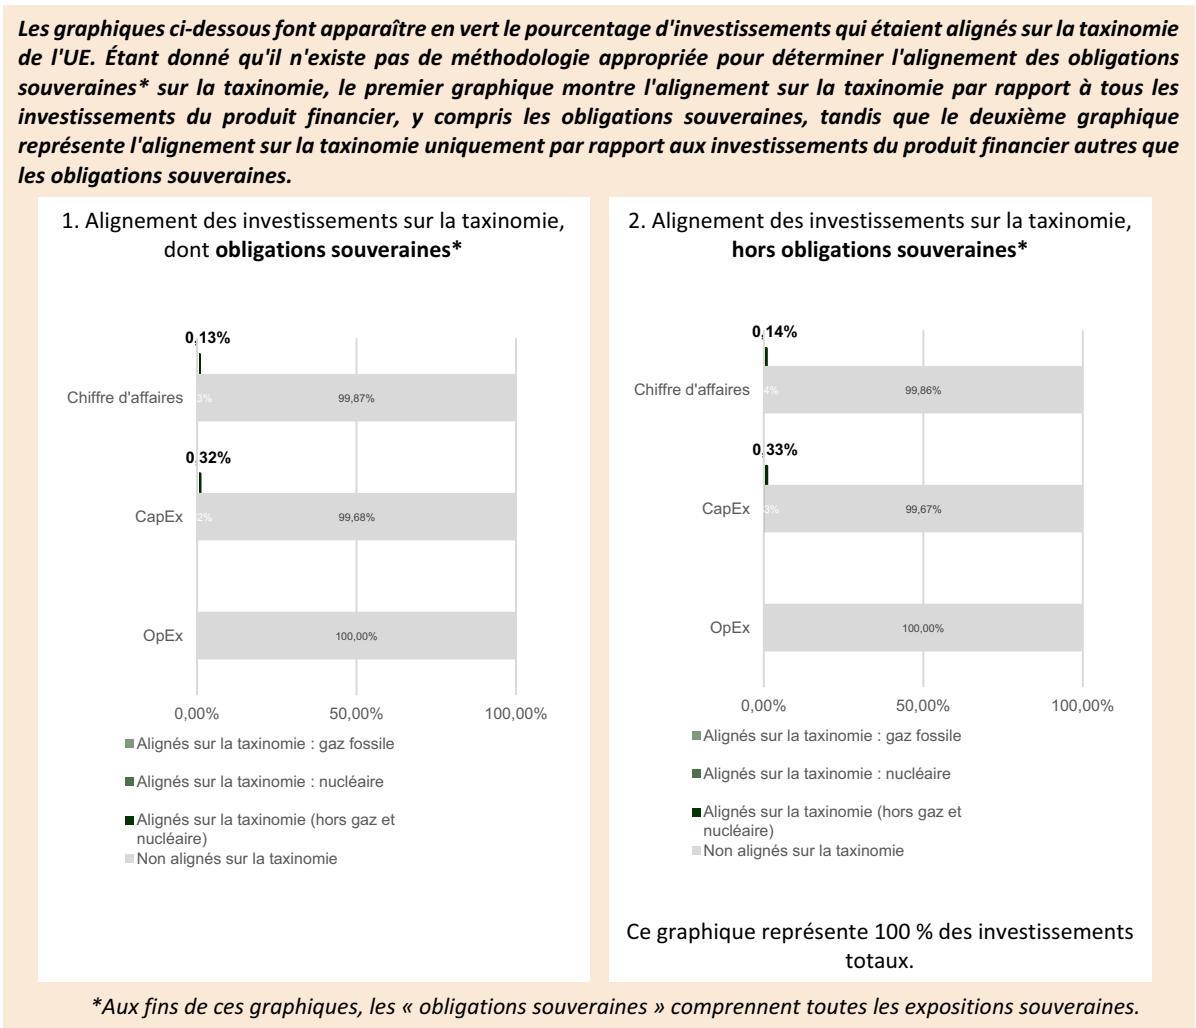 Les graphiques ci-dessous font apparaître en vert le pourcentage d'investissements qui étaient alignés sur la taxinomie
de l'UE. Étant donné qu'il n'existe pas de méthodologie appropriée pour déterminer l'alignement des obligations
souveraines* sur la taxinomie, le premier graphique montre l'alignement sur la taxinomie par rapport à tous les
investissements du produit financier, y compris les obligations souveraines, tandis que le deuxième graphique
représente l'alignement sur la taxinomie uniquement par rapport aux investissements du produit financier autres que
les obligations souveraines.
1. Alignement des investissements sur la taxinomie,
dont obligations souveraines*
0,13%
Chiffre d'affaires
3%
99,87%
0,32%
CapEx
2%
99,68%
OpEx
100,00%
0,00%
50,00%
100,00%
Alignés sur la taxinomie : gaz fossile
Alignés sur la taxinomie : nucléaire
Alignés sur la taxinomie (hors gaz et
nucléaire)
Non alignés sur la taxinomie
2. Alignement des investissements sur la taxinomie,
hors obligations souveraines*
0,14%
Chiffre d'affaires
4%
99,86%
0,33%
CapEx
3%
99,67%
OpEx
100,00%
0,00%
50,00%
100,00%
Alignés sur la taxinomie : gaz fossile
Alignés sur la taxinomie : nucléaire
Alignés sur la taxinomie (hors gaz et
nucléaire)
Non alignés sur la taxinomie
Ce graphique représente 100 % des investissements
totaux.
*Aux fins de ces graphiques, les « obligations souveraines » comprennent toutes les expositions souveraines.